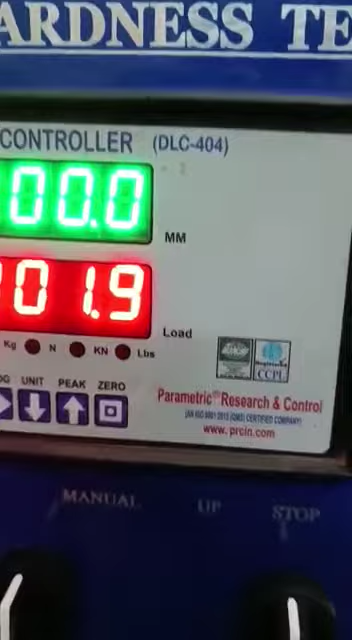 ARDNESS TE
CONTROLLER (DLC-404)
00.0
MM
01.9
Load
Kg N KN Lbs
UNIT PEAK ZERO
CCPL
Parametric Research & Control
(AN ISO 9001 2015 (QMS) CERTIFIED COMPANY)
www. prcin.com
MANUAL UP STOP